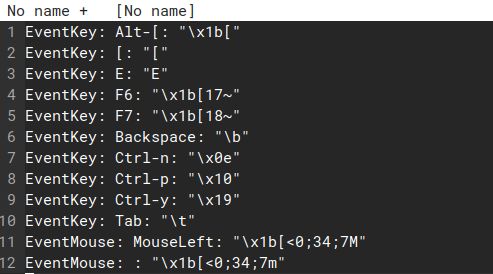 No name + [No name]
1 EventKey: Alt-[: "\x1b["
2 EventKey: [: "["
3 EventKey: E: "E"
4 EventKey: F6: "\x1b[17~"
5 EventKey: F7: "\x1b[18~"
6 EventKey: Backspace: "\b"
7 EventKey: Ctrl-n: "\x0e"
8 EventKey: Ctrl-p: "\x10"
9 EventKey: Ctrl-y: "\x19"
10 EventKey: Tab: "\t"
11 EventMouse: MouseLeft: "\x1b[<0;34;7M"
12 EventMouse: : "\x1b[<0;34;7m"